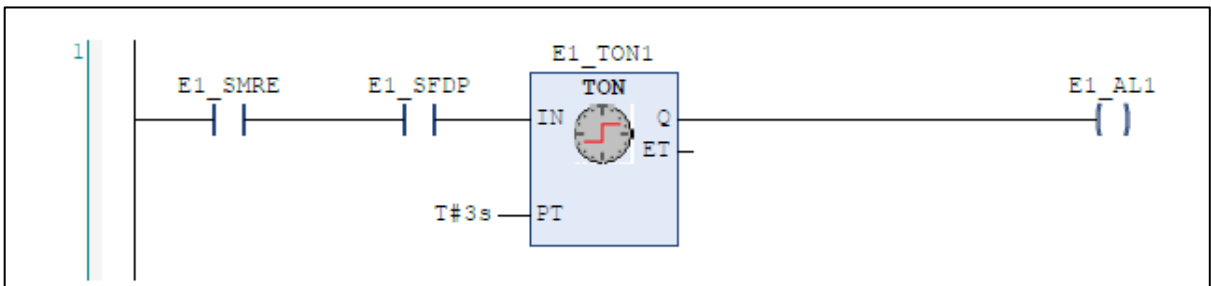 1
E1_TON1
E1_SMRE E1_SFDP TON E1_AL1
IN Q
ET
T#3s PT